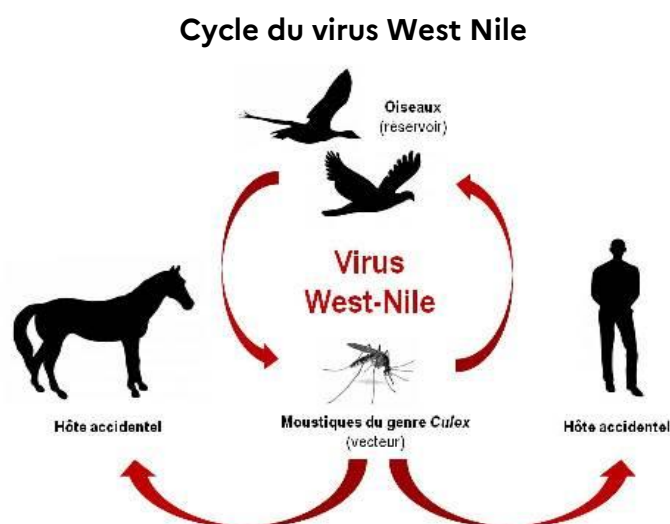 Cycle du virus West Nile
Oiseaux
(réservoir)
Virus
West-Nile
Hôte accidentel
Moustiques du genre Culex
(vecteur)
Hôte accidentel